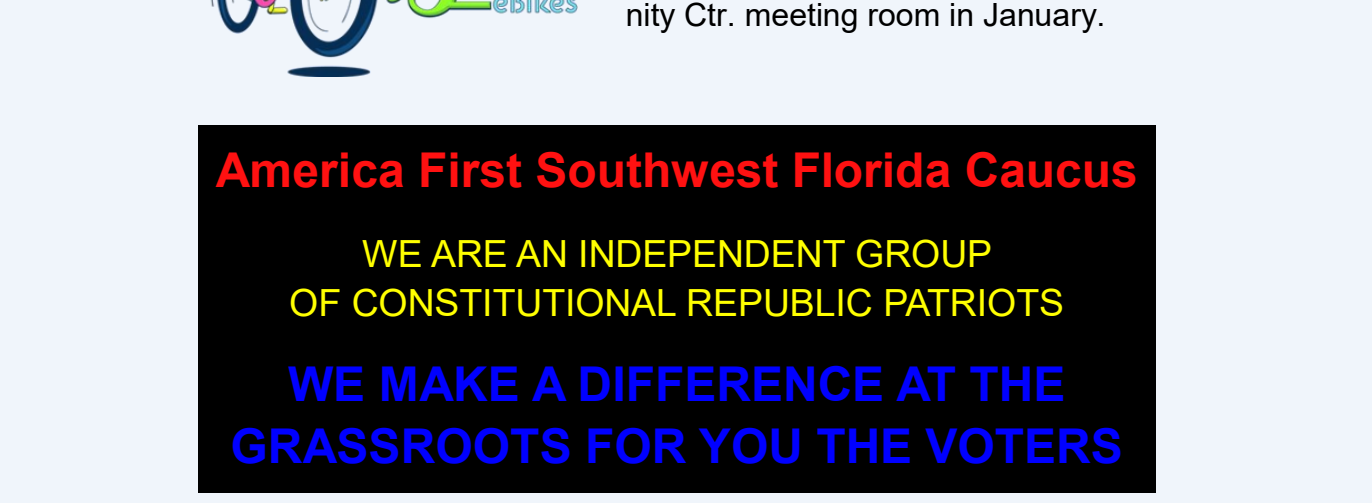 ebikes
nity Ctr. meeting room in January.
America First Southwest Florida Caucus
WE ARE AN INDEPENDENT GROUP
OF CONSTITUTIONAL REPUBLIC PATRIOTS
WE MAKE A DIFFERENCE AT THE
GRASSROOTS FOR YOU THE VOTERS